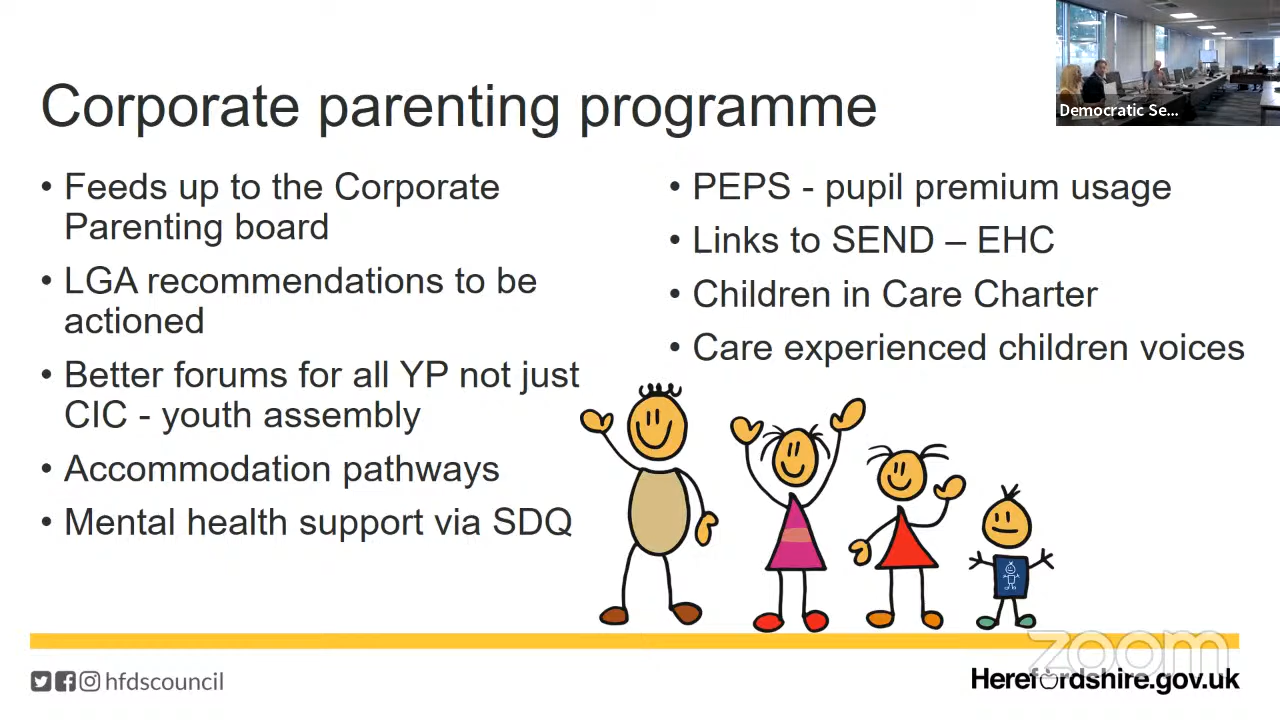 Corporate parenting programme
• Feeds up to the Corporate
Parenting board
• LGA recommendations to be
actioned
• Better forums for all YP not just
CIC - youth assembly
• Accommodation pathways
• Mental health support via SDQ
• PEPS - pupil premium usage
• Links to SEND – EHC
• Children in Care Charter
• Care experienced children voices
Democratic Se...
zoom
hfdscouncil
Herefordshire.gov.uk